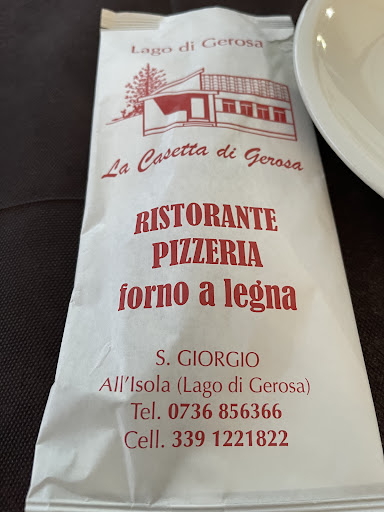 Lago di Gerosa
La Casetta di Gerosa
RISTORANTE
PIZZERIA
forno a legna
S. GIORGIO
All'Isola (Lago di Gerosa)
Tel. 0736 856366
Cell. 339 1221822